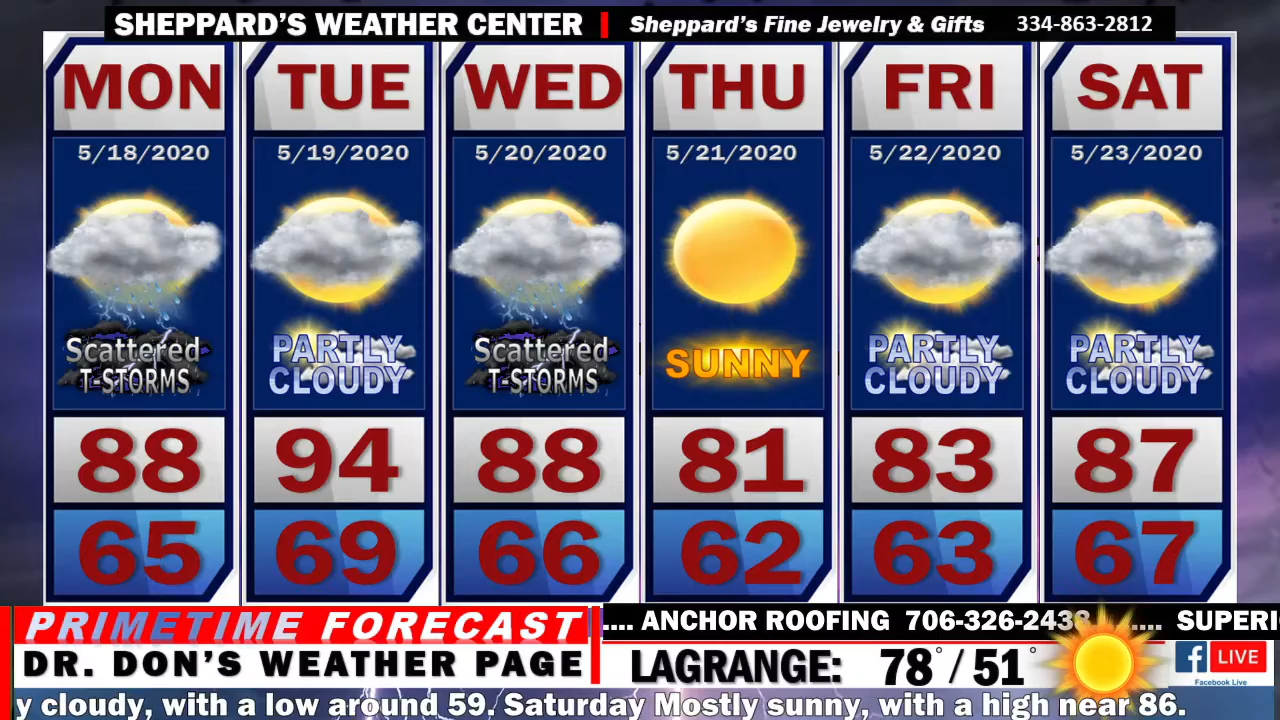 SHEPPARD'S WEATHER CENTER | Sheppard's Fine Jewelry & Gifts 334-863-2812
MON TUE WED THU FRI SAT
5/18/2020 5/19/2020 5/20/2020 5/21/2020 5/22/2020 5/23/2020
Scattered PARTLY Scattered SUNNY PARTLY PARTLY
T-STORMS CLOUDY T-STORMS CLOUDY CLOUDY
88 94 88 81 83 87
65 69 66 62 63 67
PRIMETIME FORECAST
.... ANCHOR ROOFING 706-326-2438 .... SUPERI
DR. DON'S WEATHER PAGE
LAGRANGE: 78° / 51°
f LIVE
Facebook Live
y cloudy, with a low around 59. Saturday Mostly sunny, with a high near 86.